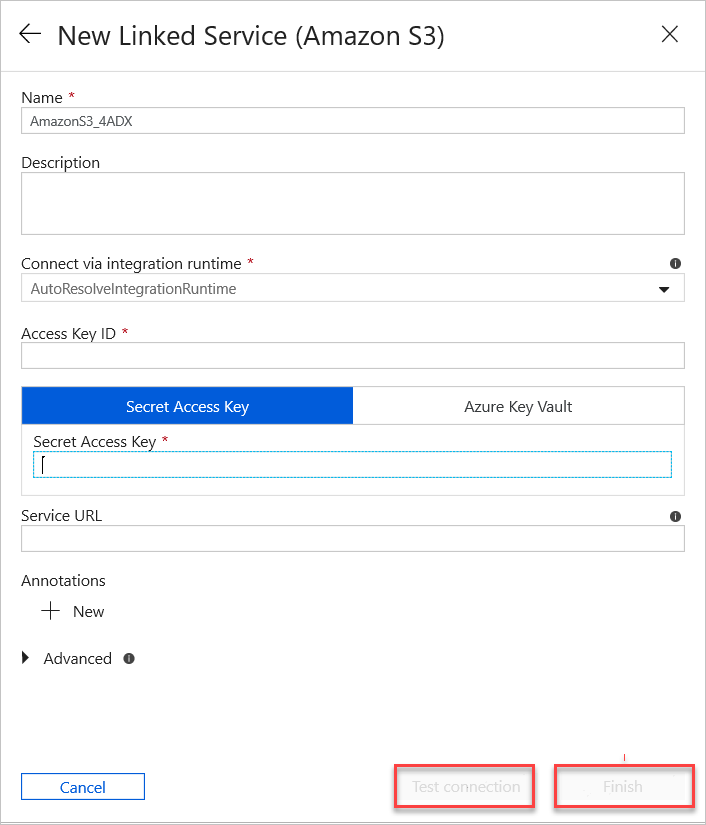 New Linked Service (Amazon S3)
Name *
AmazonS3_4ADX
Description
Connect via integration runtime *
AutoResolveIntegrationRuntime
Access Key ID *
Secret Access Key
Azure Key Vault
Secret Access Key *
Service URL
Annotations
New
Advanced
Cancel
Test connection
Finish